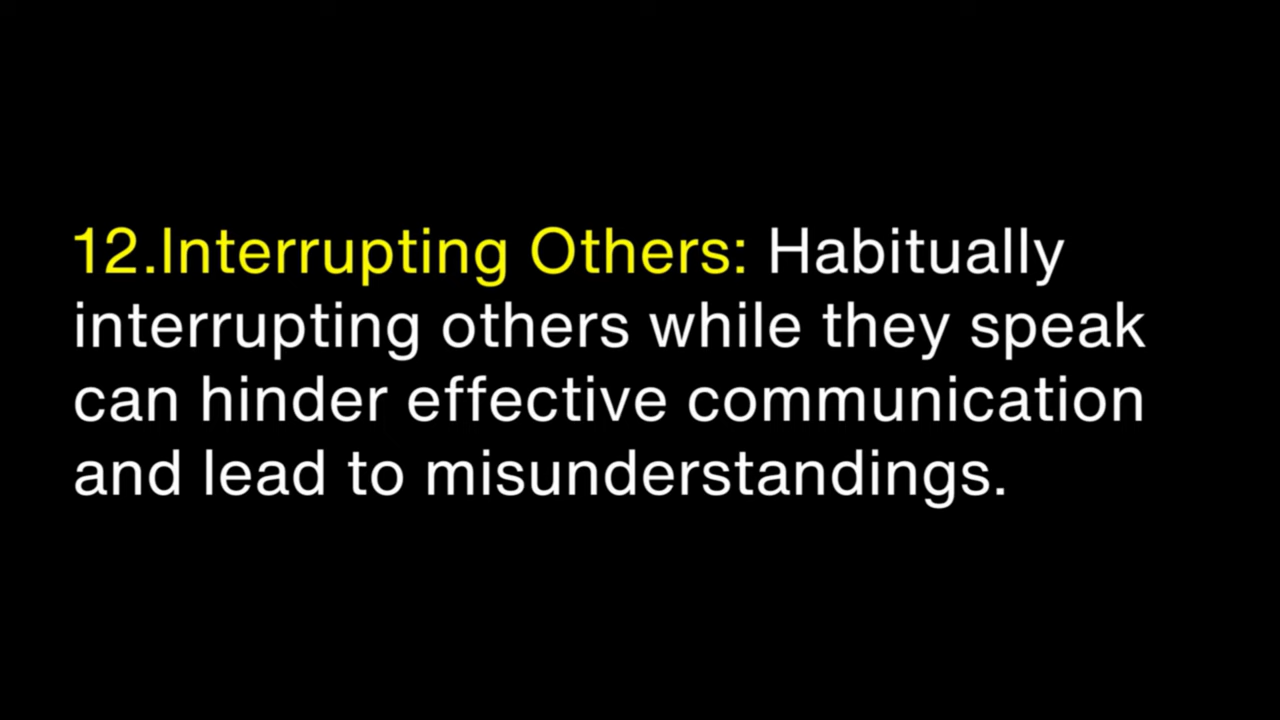 12.Interrupting Others: Habitually
interrupting others while they speak
can hinder effective communication
and lead to misunderstandings.